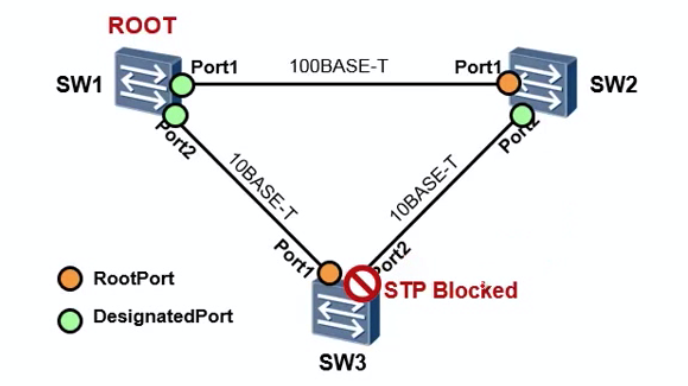 ROOT
SW1
Port1
100BASE-T
Port1
SW2
Port2
Port2
10BASE-T
10BASE-T
Port1
Port2
STP Blocked
RootPort
DesignatedPort
SW3